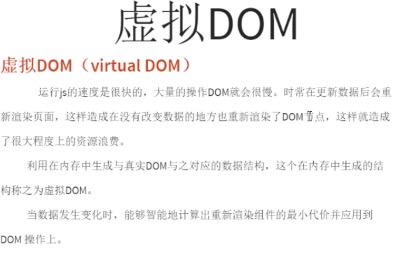 虚拟DOM
虚拟DOM（virtual DOM）
运行js的速度是很快的，大量的操作DOM就会很慢。时常在更新数据后会重
新渲染页面，这样造成在没有改变数据的地方也重新渲染了DOM 节点，这样就造成
了很大程度上的资源浪费。
利用在内存中生成与真实DOM与之对应的数据结构，这个在内存中生成的结
构称之为虚拟DOM。
当数据发生变化时，能够智能地计算出重新渲染组件的最小代价并应用到
DOM 操作上。